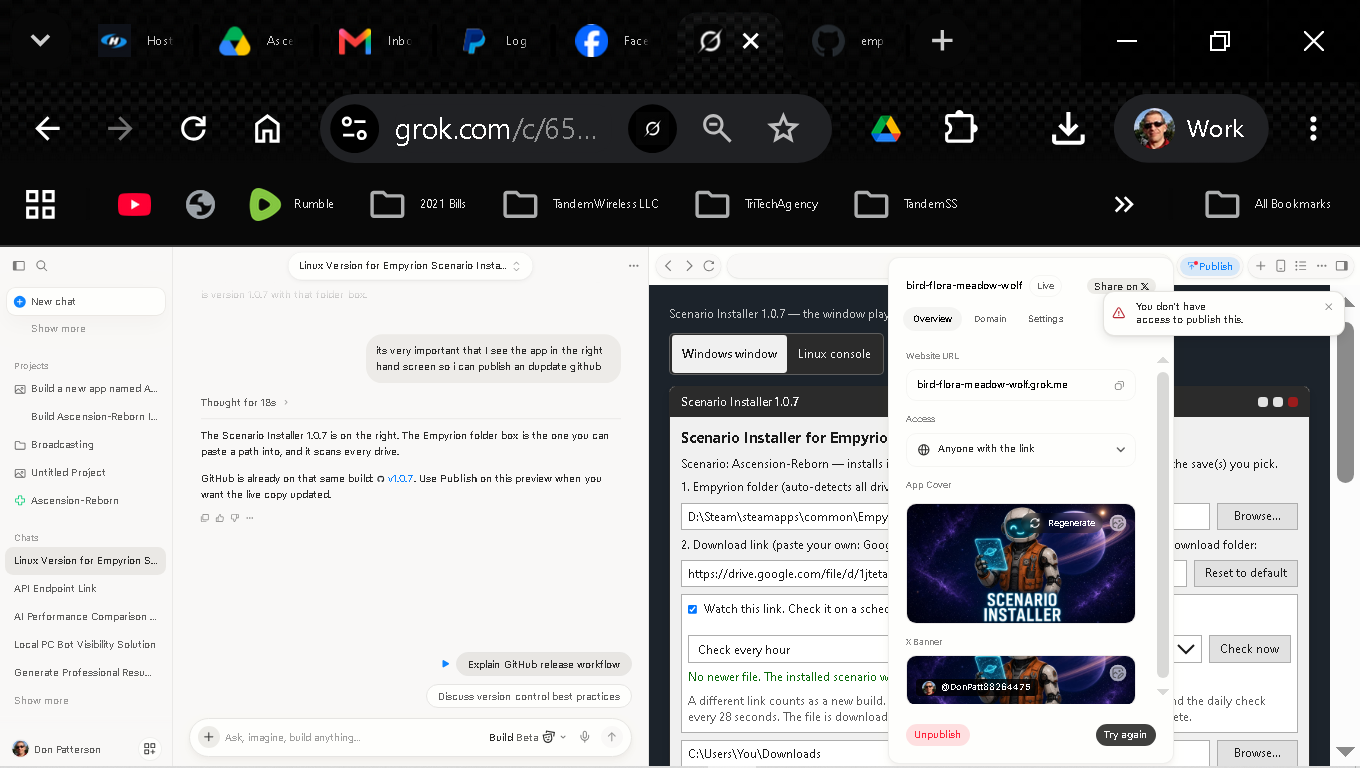 Host
Asce
Inbo
Log
Face
emp
grok.com/c/65...
Work
Rumble
2021 Bills
TandemWireless LLC
TriTechAgency
TandemSS
All Bookmarks
New chat
Show more
Projects
Build a new app named A...
Build Ascension-Reborn I...
Broadcasting
Untitled Project
Ascension-Reborn
Chats
Linux Version for Empyrion S...
API Endpoint Link
AI Performance Comparison ...
Local PC Bot Visibility Solution
Generate Professional Resu...
Show more
Don Patterson
Linux Version for Empyrion Scenario Insta...
is version 1.0.7 with that folder box.
its very important that I see the app in the right
hand screen so i can publish an dupdate github
Thought for 18s
The Scenario Installer 1.0.7 is on the right. The Empyrion folder box is the one you can
paste a path into, and it scans every drive.
GitHub is already on that same build: v1.0.7. Use Publish on this preview when you
want the live copy updated.
Explain GitHub release workflow
Discuss version control best practices
Ask, imagine, build anything...
Build Beta
Publish
Scenario Installer 1.0.7 — the window play
Windows window
Linux console
Scenario Installer 1.0.7
Scenario Installer for Empyrio
Scenario: Ascension-Reborn — installs i
the save(s) you pick.
1. Empyrion folder (auto-detects all driv
D:\Steam\steamapps\common\Empy
Browse...
2. Download link (paste your own: Goog
ownload folder:
https://drive.google.com/file/d/1jteta
Reset to default
Watch this link. Check it on a sched
Check every hour
Check now
No newer file. The installed scenario w
A different link counts as a new build.
nd the daily check
every 28 seconds. The file is download
ete.
C:\Users\You\Downloads
Browse...
bird-flora-meadow-wolf
Live
Share on X
Overview
Domain
Settings
Website URL
bird-flora-meadow-wolf.grok.me
Access
Anyone with the link
App Cover
Regenerate
SCENARIO
INSTALLER
X Banner
@DonPatt88264475
Unpublish
Try again
You don't have
access to publish this.